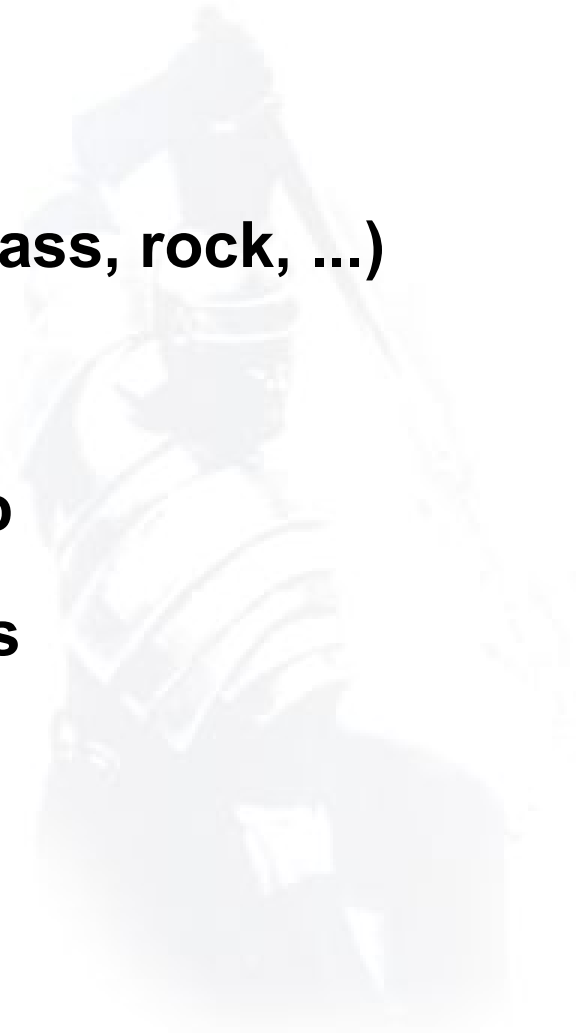 ass, rock, ...)
s